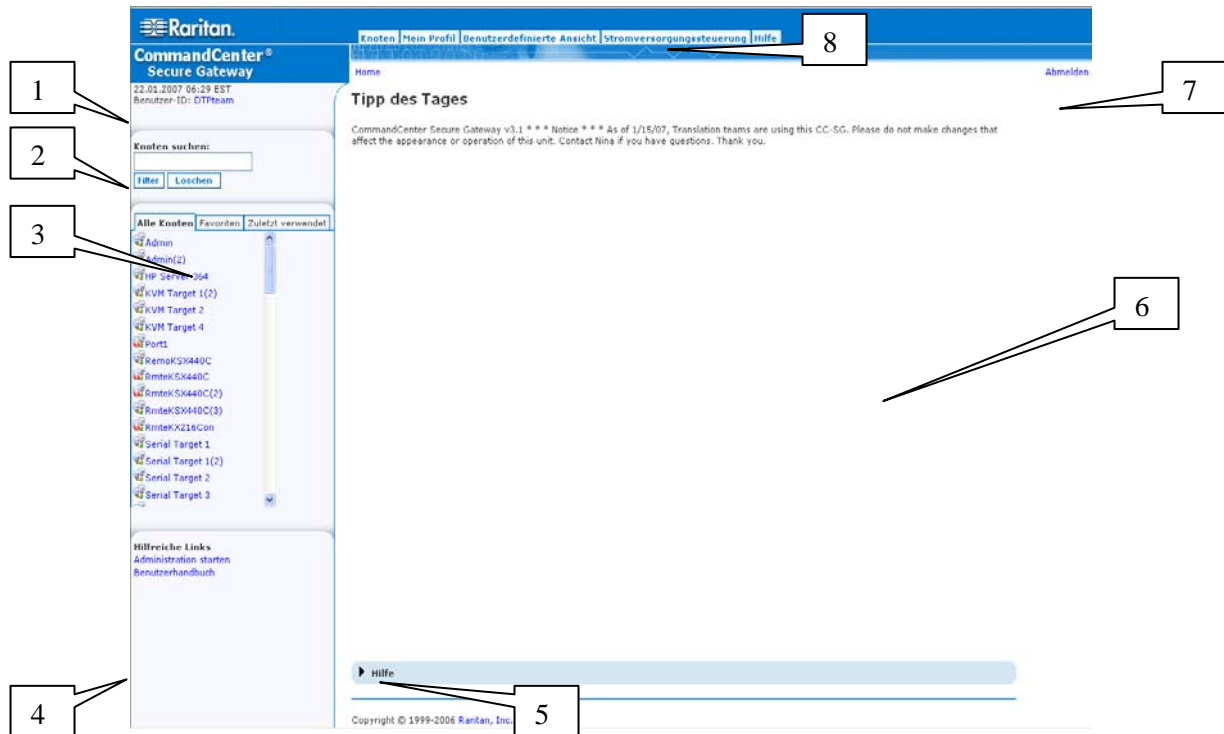 Raritan.
Knoten Mein Profil Benutzerdefinierte Ansicht Stromversorgungssteuerung Hilfe
8
CommandCenter®
Secure Gateway
Home
Abmelden
1
7
22.01.2007 06:29 EST
Benutzer-ID: DTPteam
Tipp des Tages
CommandCenter Secure Gateway v3.1 * * * Notice * * * As of 1/15/07, Translation teams are using this CC-SG. Please do not make changes that
affect the appearance or operation of this unit. Contact Nina if you have questions. Thank you.
2
Knoten suchen:
Filter Löschen
3
Alle Knoten Favoriten Zuletzt verwendet
Admin
Admin(2)
HP Server 364
KVM Target 1(2)
KVM Target 2
KVM Target 4
Port1
RemoKSX440C
RmteKSX440C
RmteKSX440C(2)
RmteKSX440C(3)
RmteKX216Con
Serial Target 1
Serial Target 1(2)
Serial Target 2
Serial Target 3
6
Hilfreiche Links
Administration starten
Benutzerhandbuch
4
Hilfe
5
Copyright © 1999-2006 Raritan, Inc.